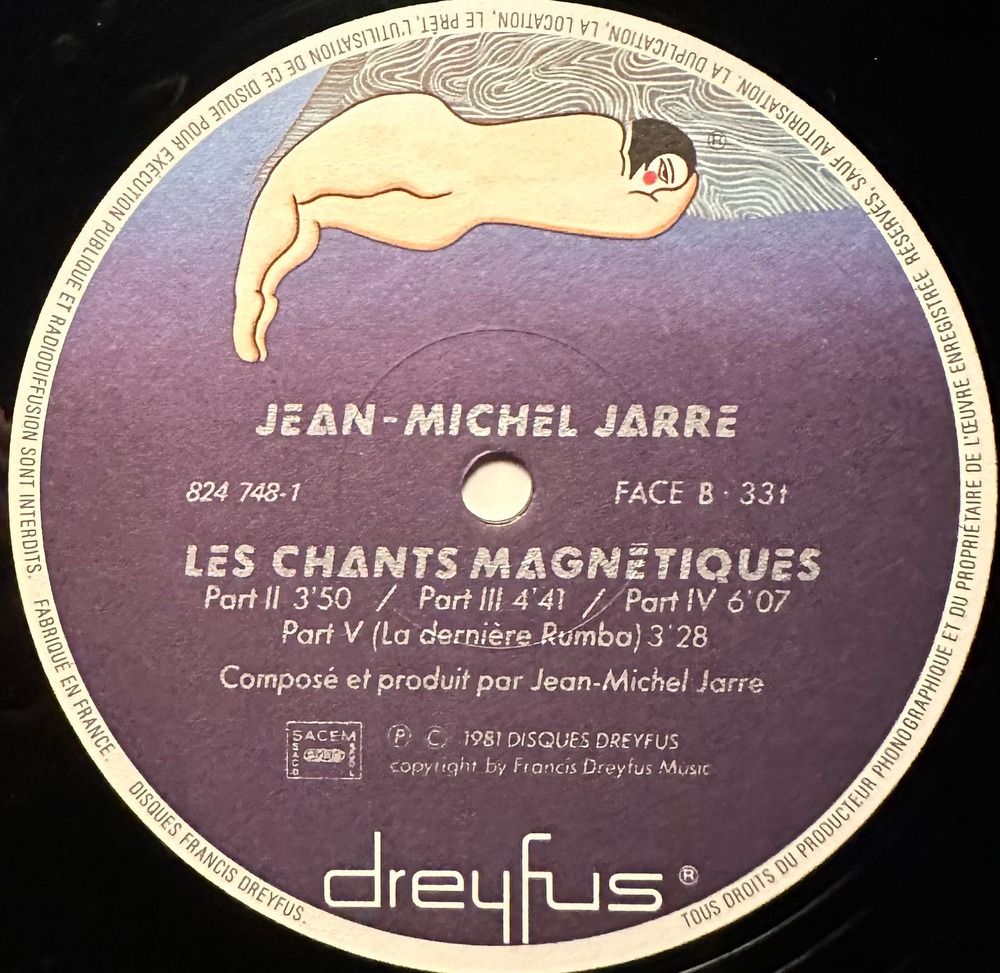 JEAN-MICHEL JARRE
824 748-1
FACE B · 33t
LES CHANTS MAGNÉTIQUES
Part II 3'50 / Part III 4'41 / Part IV 6'07
Part V (La dernière Rumba) 3'28
Composé et produit par Jean-Michel Jarre
SACEM
SACD
Ⓟ © 1981 DISQUES DREYFUS
copyright by Francis Dreyfus Music
dreyfus ®
®
TOUS DROITS DU PRODUCTEUR PHONOGRAPHIQUE ET DU PROPRIÉTAIRE DE L'ŒUVRE ENREGISTRÉE RÉSERVÉS. SAUF AUTORISATION, LA DUPLICATION, LA LOCATION, LE PRÊT, L'UTILISATION DE CE DISQUE POUR EXÉCUTION PUBLIQUE ET RADIODIFFUSION SONT INTERDITS. FABRIQUÉ EN FRANCE. DISQUES FRANCIS DREYFUS.